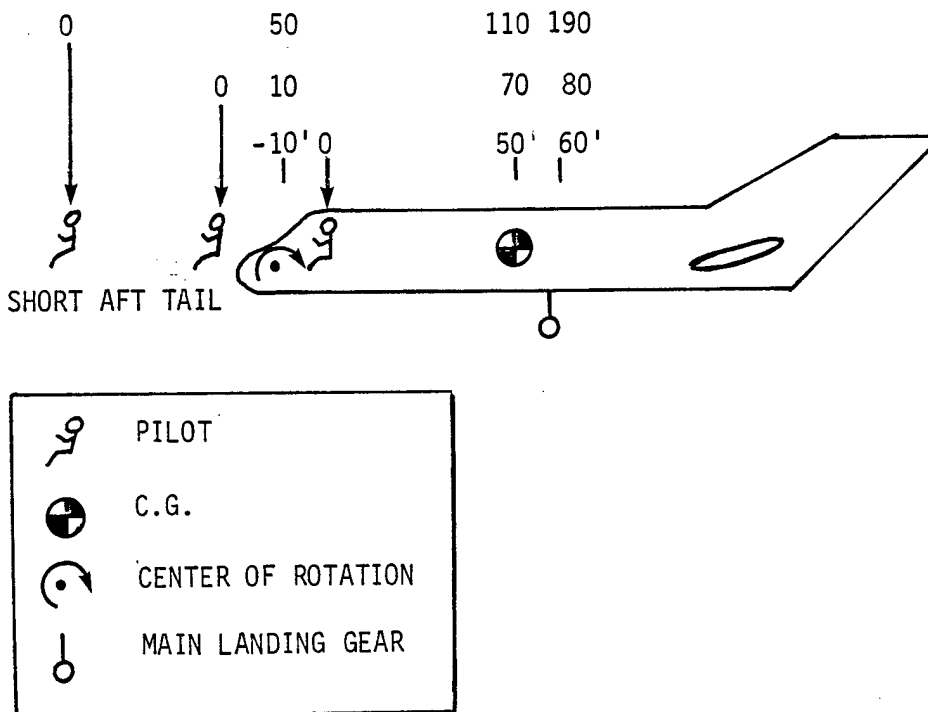 0 50 110 190
0 10 70 80
-10' 0 50' 60'
SHORT AFT TAIL
PILOT
C.G.
CENTER OF ROTATION
MAIN LANDING GEAR